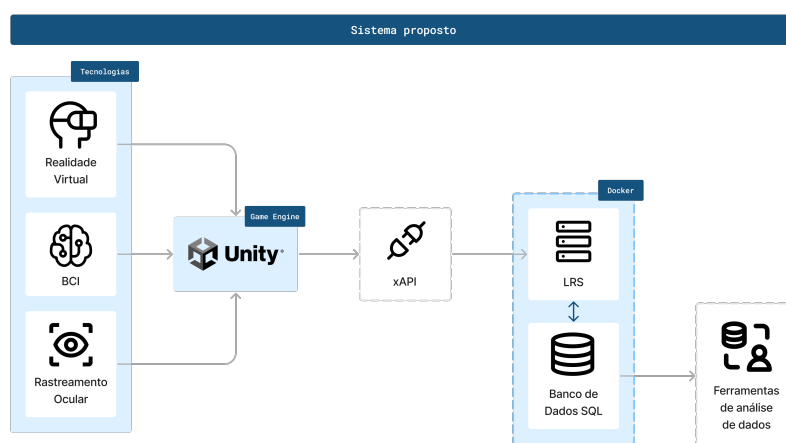 Sistema proposto
Tecnologias
Realidade
Virtual
BCI
Rastreamento
Ocular
Game Engine
Unity
xAPI
Docker
LRS
Banco de
Dados SQL
Ferramentas
de análise
de dados